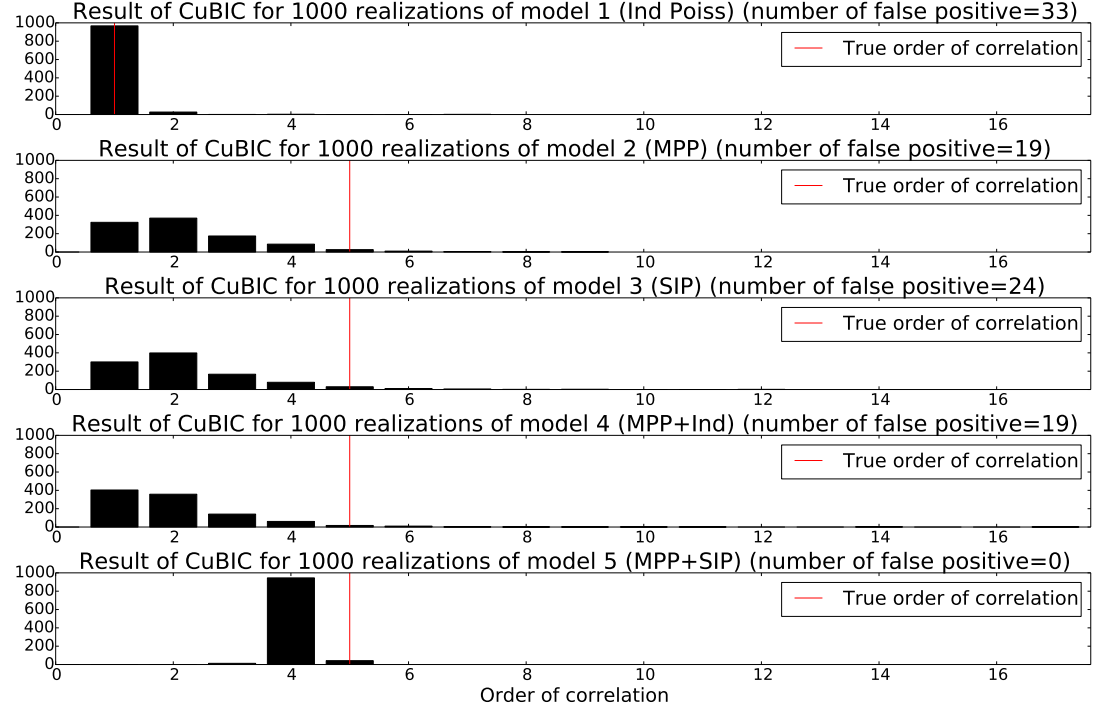 Result of CuBIC for 1000 realizations of model 1 (Ind Poiss) (number of false positive=33)
1000
800
600
400
200
0
True order of correlation
0 2 4 6 8 10 12 14 16
Result of CuBIC for 1000 realizations of model 2 (MPP) (number of false positive=19)
1000
800
600
400
200
0
True order of correlation
0 2 4 6 8 10 12 14 16
Result of CuBIC for 1000 realizations of model 3 (SIP) (number of false positive=24)
1000
800
600
400
200
0
True order of correlation
0 2 4 6 8 10 12 14 16
Result of CuBIC for 1000 realizations of model 4 (MPP+Ind) (number of false positive=19)
1000
800
600
400
200
0
True order of correlation
0 2 4 6 8 10 12 14 16
Result of CuBIC for 1000 realizations of model 5 (MPP+SIP) (number of false positive=0)
1000
800
600
400
200
0
True order of correlation
0 2 4 6 8 10 12 14 16
Order of correlation